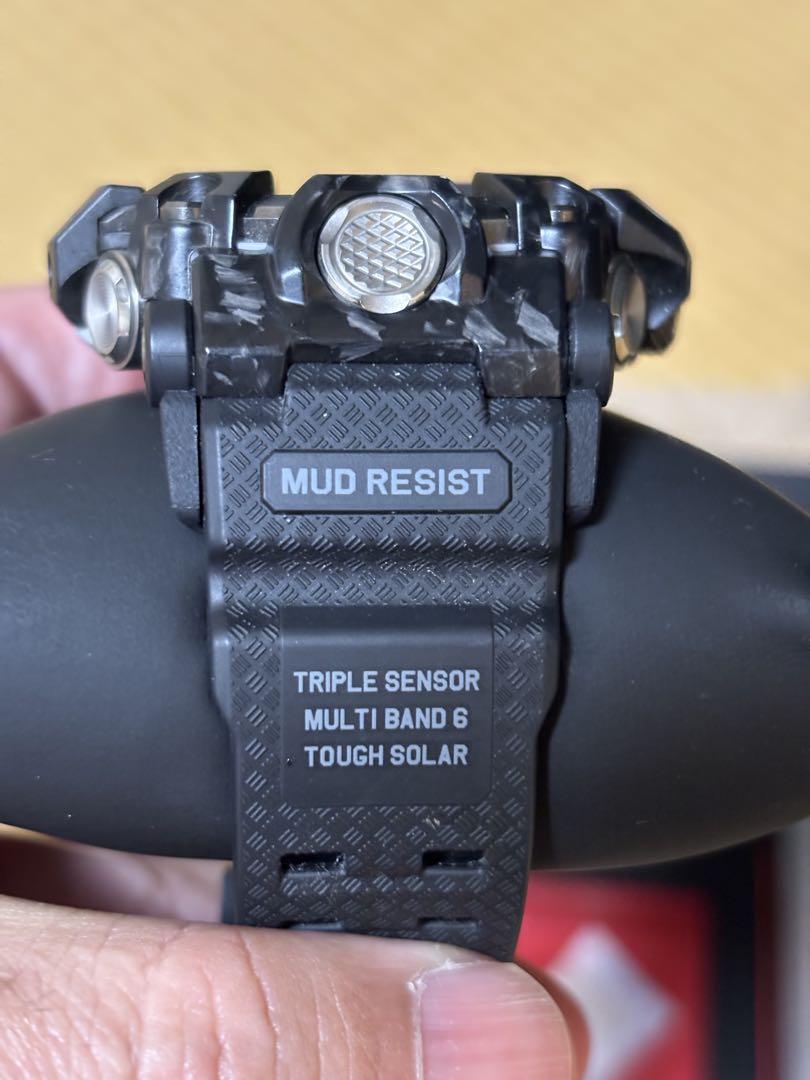 MUD RESIST
TRIPLE SENSOR
MULTI BAND 6
TOUGH SOLAR